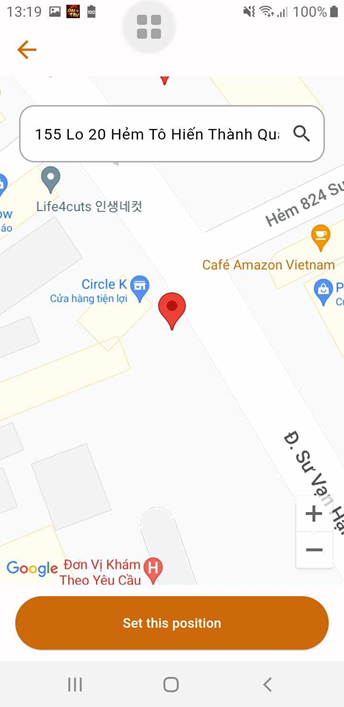 13:19
100%
155 Lo 20 Hẻm Tô Hiến Thành Qu
Life4cuts 인생네컷
Hẻm 824 Sư
Café Amazon Vietnam
Circle K
Cửa hàng tiện lợi
Đ. Sư Vạn
+
−
Google
Đơn Vị Khám
Theo Yêu Cầu
H
Set this position